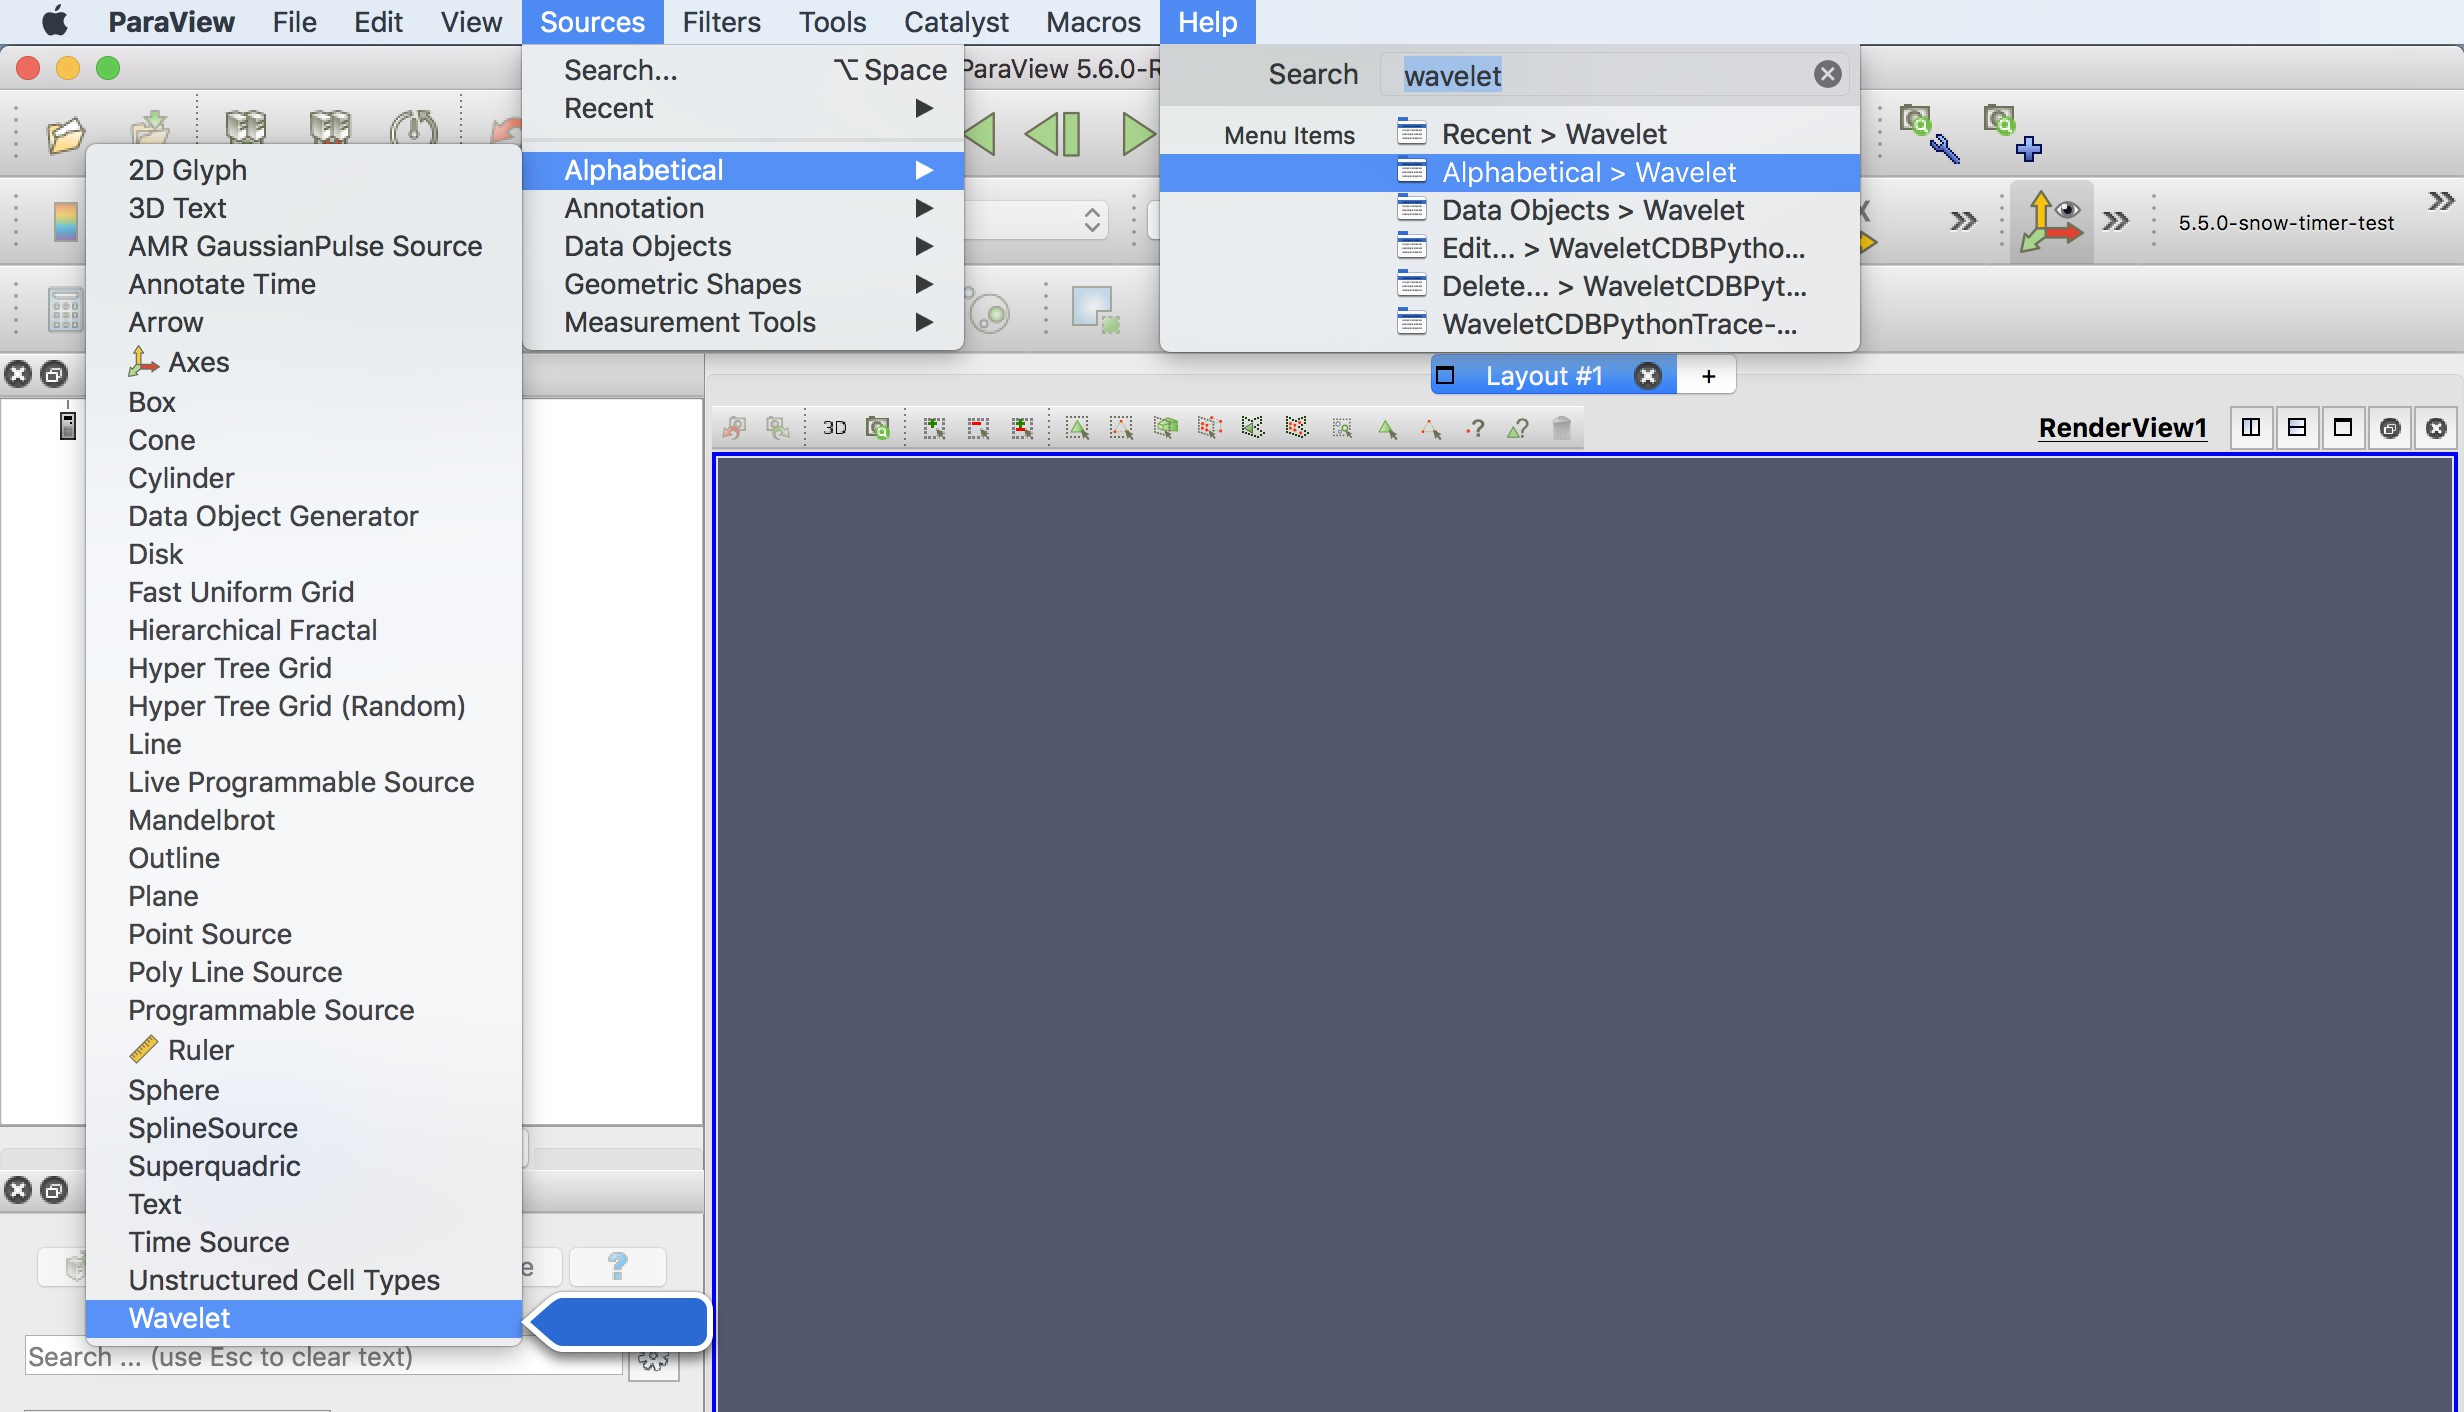 ParaView File Edit View Sources Filters Tools Catalyst Macros Help
Search... ⌥ Space
Recent
Alphabetical
Annotation
Data Objects
Geometric Shapes
Measurement Tools
ParaView 5.6.0-R
Search wavelet
Menu Items Recent > Wavelet
Alphabetical > Wavelet
Data Objects > Wavelet
Edit... > WaveletCDBPytho...
Delete... > WaveletCDBPyt...
WaveletCDBPythonTrace-...
5.5.0-snow-timer-test
2D Glyph
3D Text
AMR GaussianPulse Source
Annotate Time
Arrow
Axes
Box
Cone
Cylinder
Data Object Generator
Disk
Fast Uniform Grid
Hierarchical Fractal
Hyper Tree Grid
Hyper Tree Grid (Random)
Line
Live Programmable Source
Mandelbrot
Outline
Plane
Point Source
Poly Line Source
Programmable Source
Ruler
Sphere
SplineSource
Superquadric
Text
Time Source
Unstructured Cell Types
Wavelet
Search ... (use Esc to clear text)
Layout #1 +
3D
RenderView1